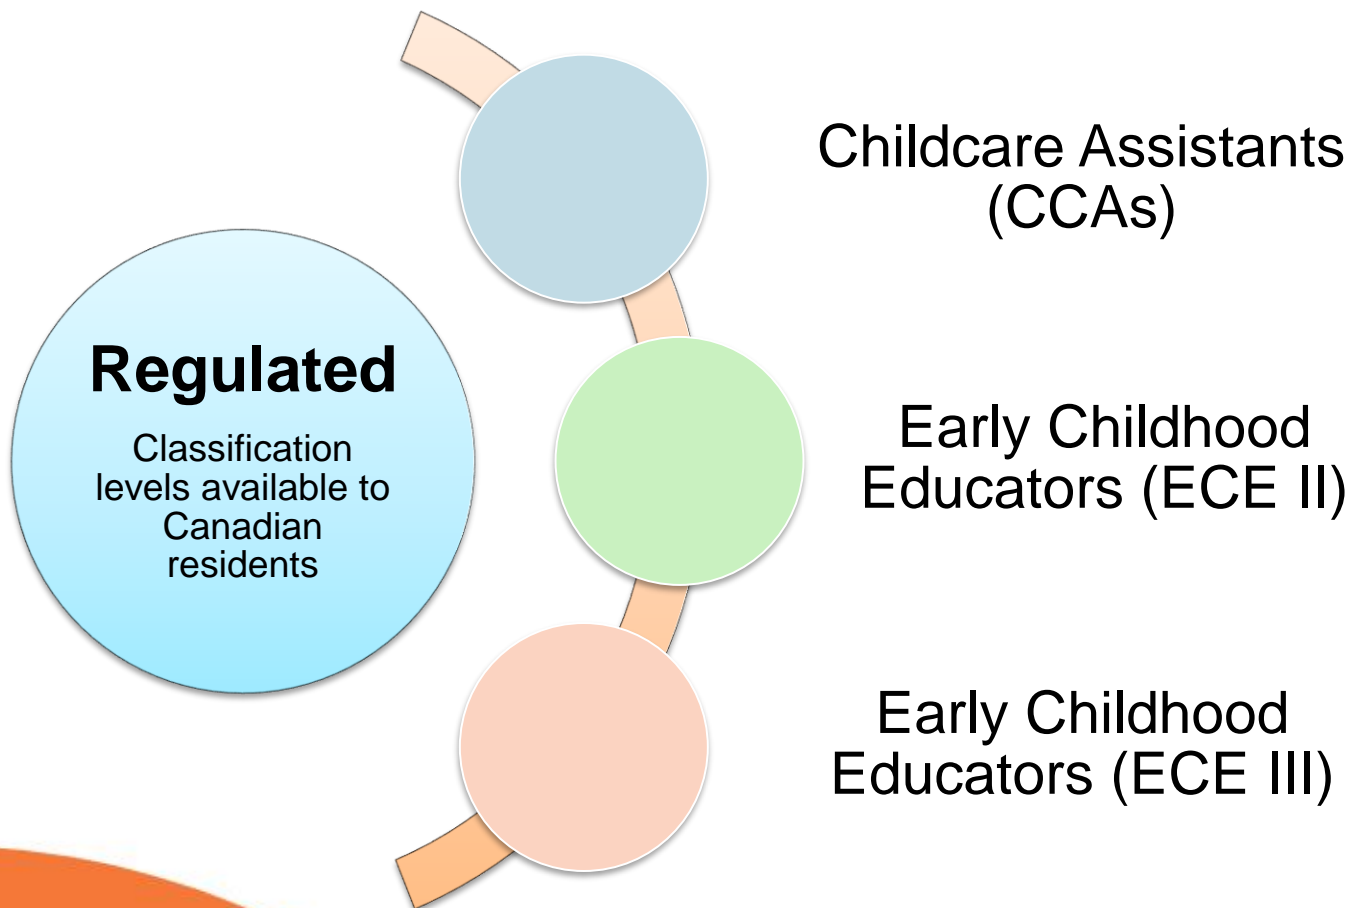 Regulated
Classification
levels available to
Canadian
residents
Childcare Assistants
(CCAs)
Early Childhood
Educators (ECE II)
Early Childhood
Educators (ECE III)